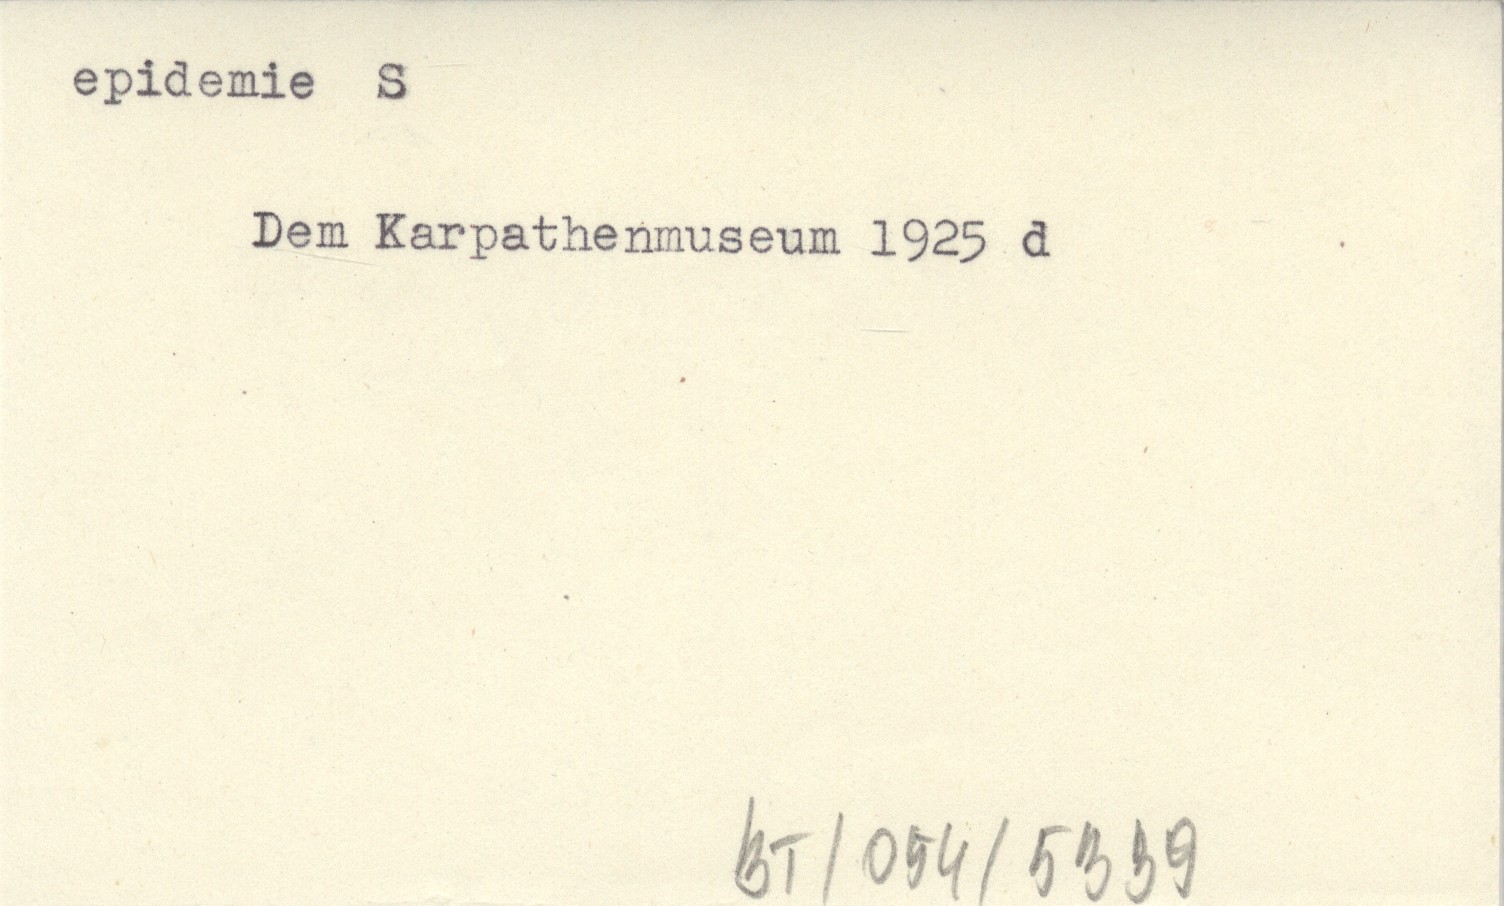 epidemie S
Dem Karpathenmuseum 1925 d
BT/054/5339